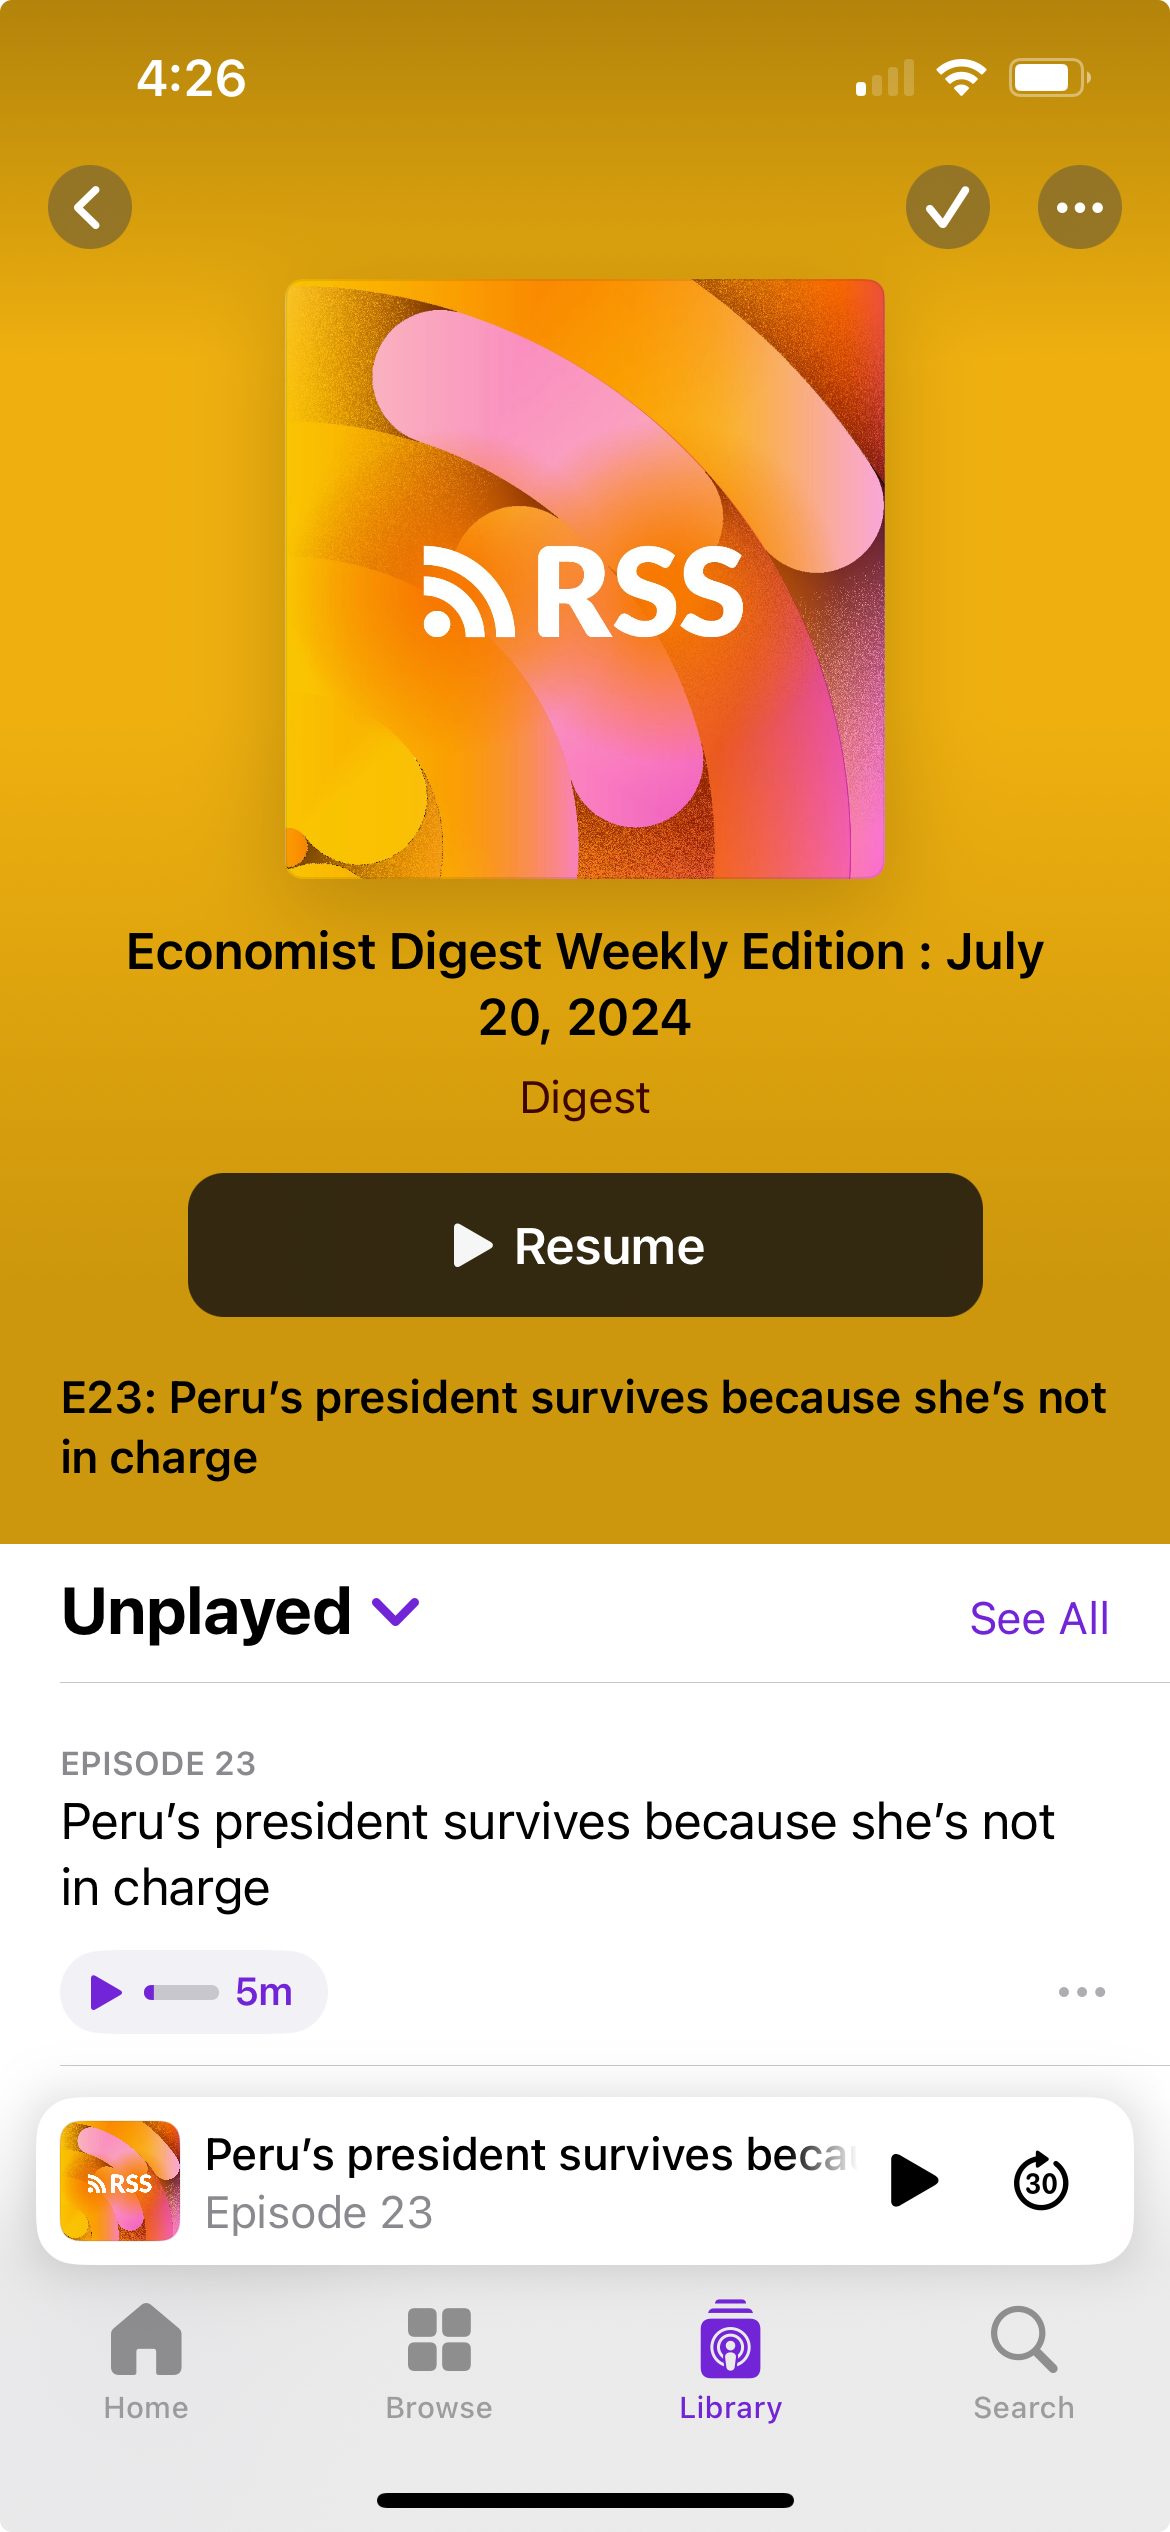 4:26
RSS
Economist Digest Weekly Edition : July
20, 2024
Digest
Resume
E23: Peru’s president survives because she’s not
in charge
Unplayed
See All
EPISODE 23
Peru’s president survives because she’s not
in charge
5m
RSS
Peru’s president survives becau
Episode 23
30
Home
Browse
Library
Search